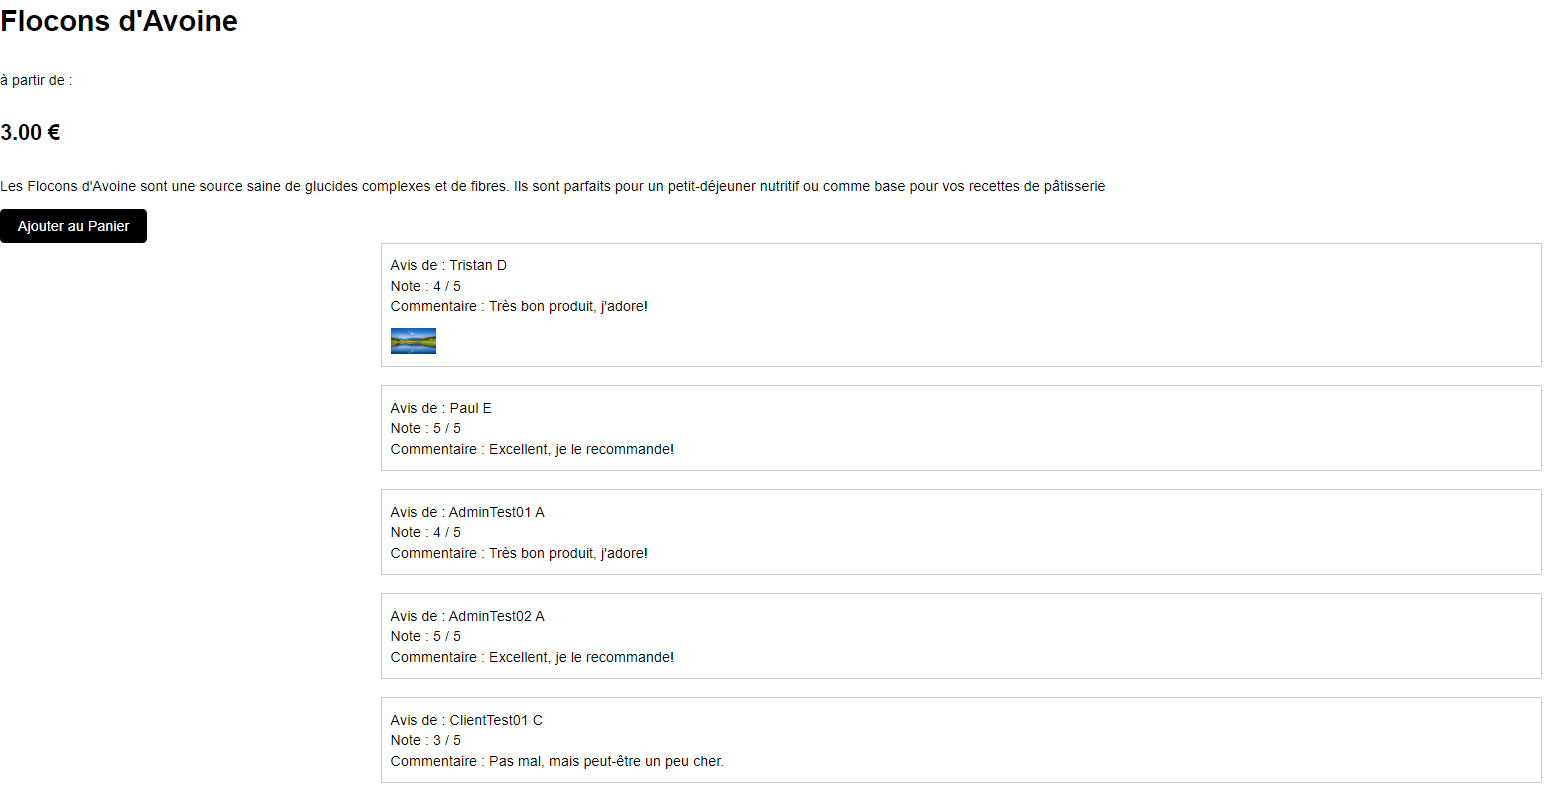 Flocons d'Avoine
à partir de :
3.00 €
Les Flocons d'Avoine sont une source saine de glucides complexes et de fibres. Ils sont parfaits pour un petit-déjeuner nutritif ou comme base pour vos recettes de pâtisserie
Ajouter au Panier
Avis de : Tristan D
Note : 4 / 5
Commentaire : Très bon produit, j'adore!
Avis de : Paul E
Note : 5 / 5
Commentaire : Excellent, je le recommande!
Avis de : AdminTest01 A
Note : 4 / 5
Commentaire : Très bon produit, j'adore!
Avis de : AdminTest02 A
Note : 5 / 5
Commentaire : Excellent, je le recommande!
Avis de : ClientTest01 C
Note : 3 / 5
Commentaire : Pas mal, mais peut-être un peu cher.